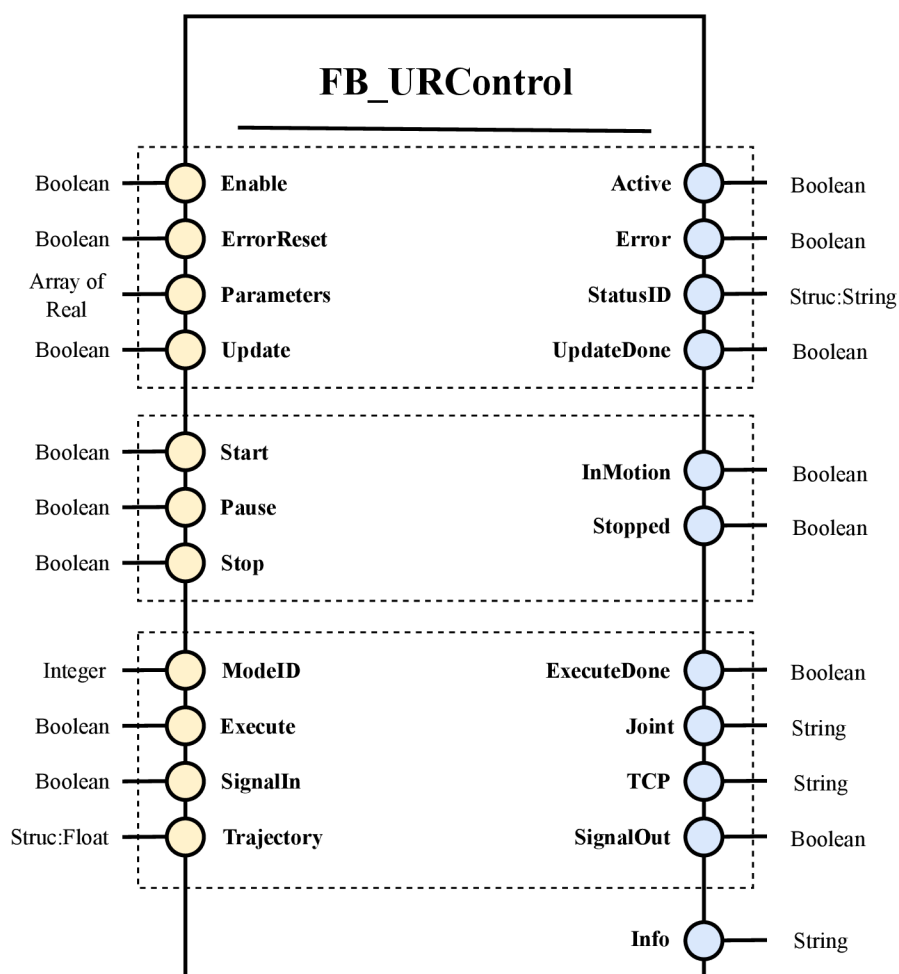 FB_URControl
Boolean Enable Active Boolean
Boolean ErrorReset Error Boolean
Array of
Real
Parameters StatusID Struc:String
Boolean Update UpdateDone Boolean
Boolean Start
InMotion Boolean
Boolean Pause
Stopped Boolean
Boolean Stop
Integer ModeID ExecuteDone Boolean
Boolean Execute Joint String
Boolean SignalIn TCP String
Struc:Float Trajectory SignalOut Boolean
Info String